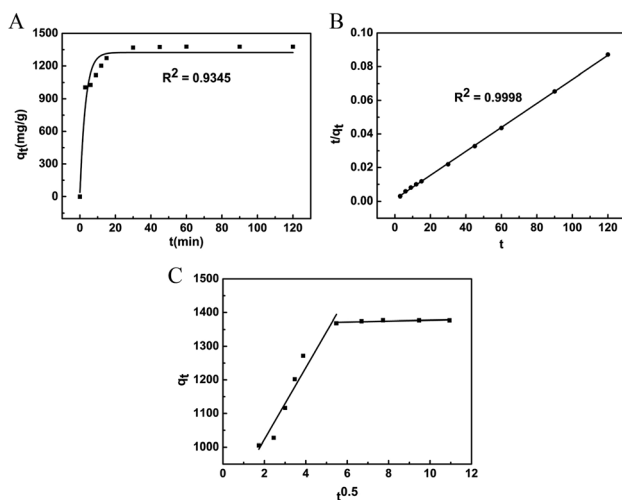 A
1500
1200
900
600
300
0
qt(mg/g)
R² = 0.9345
0 20 40 60 80 100 120
t(min)
B
0.10
0.08
0.06
0.04
0.02
0.00
t/qt
R² = 0.9998
0 20 40 60 80 100 120
t
C
1500
1400
1300
1200
1100
1000
qt
0 2 4 6 8 10 12
t0.5